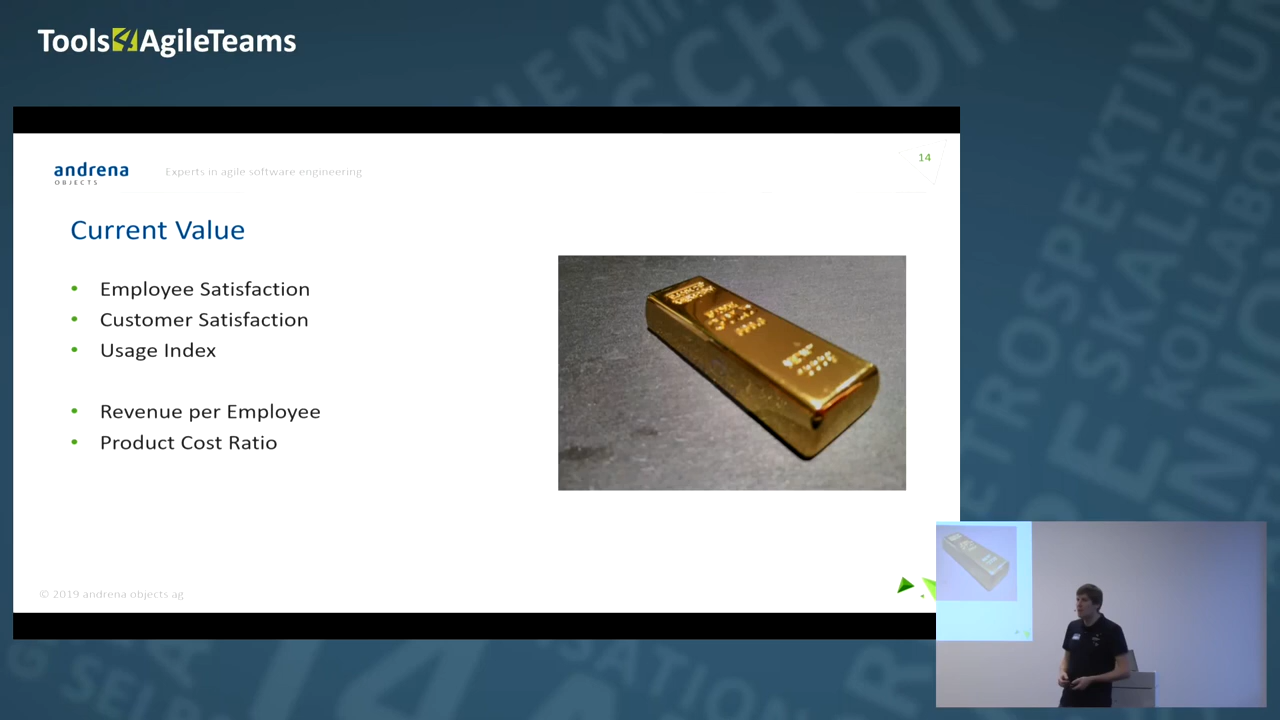 Tools4AgileTeams
andrena
OBJECTS
Experts in agile software engineering
14
Current Value
• Employee Satisfaction
• Customer Satisfaction
• Usage Index
• Revenue per Employee
• Product Cost Ratio
© 2019 andrena objects ag